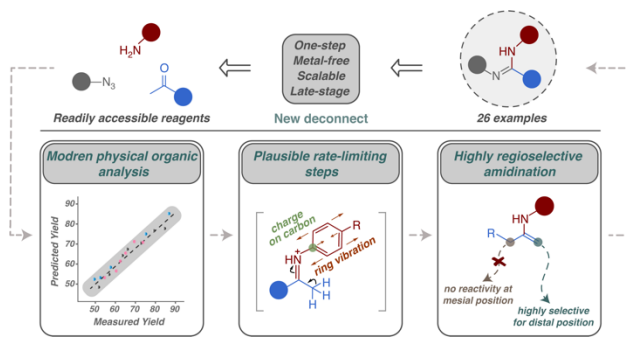 H₂N
N₃
O
Readily accessible reagents
One-step
Metal-free
Scalable
Late-stage
New deconnect
HN
N
26 examples
Modren physical organic
analysis
Predicted Yield
90
80
70
60
50
50 60 70 80 90
Measured Yield
Plausible rate-limiting
steps
charge
on carbon
R
ring vibration
HN
+
H
H
H
Highly regioselective
amidination
HN
R
no reactivity at
mesial position
highly selective
for distal position